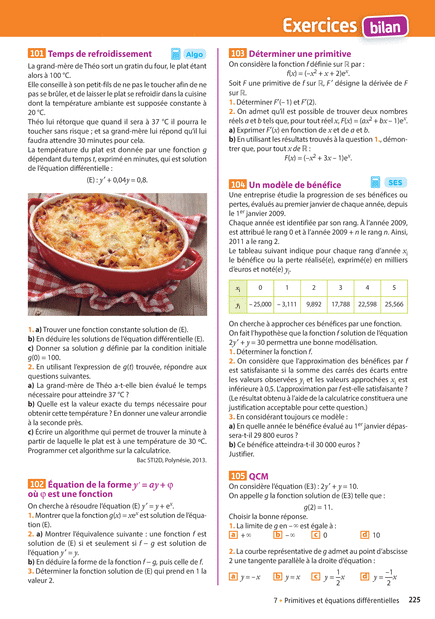 Exercices bilan
101 Temps de refroidissement
Algo
La grand-mère de Théo sort un gratin du four, le plat étant
alors à 100 °C.
Elle conseille à son petit-fils de ne pas le toucher afin de ne
pas se brûler, et de laisser le plat se refroidir dans la cuisine
dont la température ambiante est supposée constante à
20 °C.
Théo lui rétorque que quand il sera à 37 °C il pourra le
toucher sans risque ; et sa grand-mère lui répond qu'il lui
faudra attendre 30 minutes pour cela.
La température du plat est donnée par une fonction g
dépendant du temps t, exprimé en minutes, qui est solution
de l'équation différentielle :
(E) : y′ + 0,04y = 0,8.
1. a) Trouver une fonction constante solution de (E).
b) En déduire les solutions de l'équation différentielle (E).
c) Donner sa solution g définie par la condition initiale
g(0) = 100.
2. En utilisant l'expression de g(t) trouvée, répondre aux
questions suivantes.
a) La grand-mère de Théo a-t-elle bien évalué le temps
nécessaire pour atteindre 37 °C ?
b) Quelle est la valeur exacte du temps nécessaire pour
obtenir cette température ? En donner une valeur arrondie
à la seconde près.
c) Écrire un algorithme qui permet de trouver la minute à
partir de laquelle le plat est à une température de 30 °C.
Programmer cet algorithme sur la calculatrice.
Bac STI2D, Polynésie, 2013.
102 Équation de la forme y′ = ay + φ
où φ est une fonction
On cherche à résoudre l'équation (E) y′ = y + eˣ.
1. Montrer que la fonction g(x) = xeˣ est solution de l'équa-
tion (E).
2. a) Montrer l'équivalence suivante : une fonction f est
solution de (E) si et seulement si f – g est solution de
l'équation y′ = y.
b) En déduire la forme de la fonction f – g, puis celle de f.
3. Déterminer la fonction solution de (E) qui prend en 1 la
valeur 2.
103 Déterminer une primitive
On considère la fonction f définie sur ℝ par :
f(x) = (–x² + x + 2)eˣ.
Soit F une primitive de f sur ℝ, F ′ désigne la dérivée de F
sur ℝ.
1. Déterminer F′(– 1) et F′(2).
2. On admet qu'il est possible de trouver deux nombres
réels a et b tels que, pour tout réel x, F(x) = (ax² + bx – 1)eˣ.
a) Exprimer F′(x) en fonction de x et de a et b.
b) En utilisant les résultats trouvés à la question 1., démon-
trer que, pour tout x de ℝ :
F(x) = (–x² + 3x – 1)eˣ.
104 Un modèle de bénéfice
SES
Une entreprise étudie la progression de ses bénéfices ou
pertes, évalués au premier janvier de chaque année, depuis
le 1er janvier 2009.
Chaque année est identifiée par son rang. À l'année 2009,
est attribué le rang 0 et à l'année 2009 + n le rang n. Ainsi,
2011 a le rang 2.
Le tableau suivant indique pour chaque rang d'année xᵢ
le bénéfice ou la perte réalisé(e), exprimé(e) en milliers
d'euros et noté(e) yᵢ.
xᵢ 0 1 2 3 4 5
yᵢ – 25,000 – 3,111 9,892 17,788 22,598 25,566
On cherche à approcher ces bénéfices par une fonction.
On fait l'hypothèse que la fonction f solution de l'équation
2y′ + y = 30 permettra une bonne modélisation.
1. Déterminer la fonction f.
2. On considère que l'approximation des bénéfices par f
est satisfaisante si la somme des carrés des écarts entre
les valeurs observées yᵢ et les valeurs approchées xᵢ est
inférieure à 0,5. L'approximation par f est-elle satisfaisante ?
(Le résultat obtenu à l'aide de la calculatrice constituera une
justification acceptable pour cette question.)
3. En considérant toujours ce modèle :
a) En quelle année le bénéfice évalué au 1er janvier dépas-
sera-t-il 29 800 euros ?
b) Ce bénéfice atteindra-t-il 30 000 euros ?
Justifier.
105 QCM
On considère l'équation (E3) : 2y′ + y = 10.
On appelle g la fonction solution de (E3) telle que :
g(2) = 11.
Choisir la bonne réponse.
1. La limite de g en – ∞ est égale à :
a + ∞ b – ∞ c 0 d 10
2. La courbe représentative de g admet au point d'abscisse
2 une tangente parallèle à la droite d'équation :
a y = – x b y = x c y = 1/2 x d y = –1/2 x
7 • Primitives et équations différentielles 225